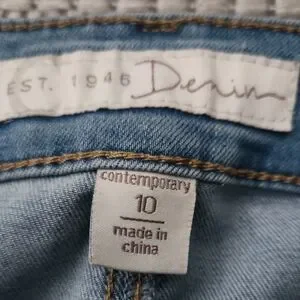 EST. 1946 Denim
contemporary
10
made in
china